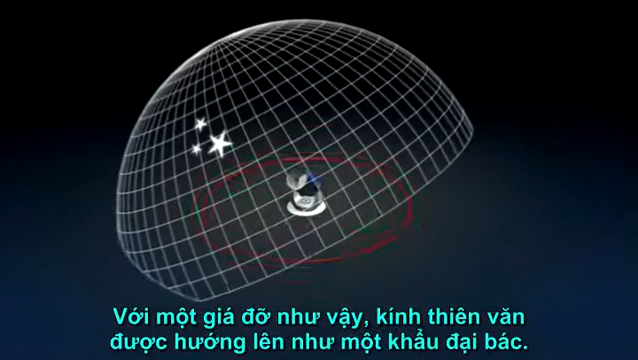 Với một giá đỡ như vậy, kính thiên văn
được hướng lên như một khẩu đại bác.